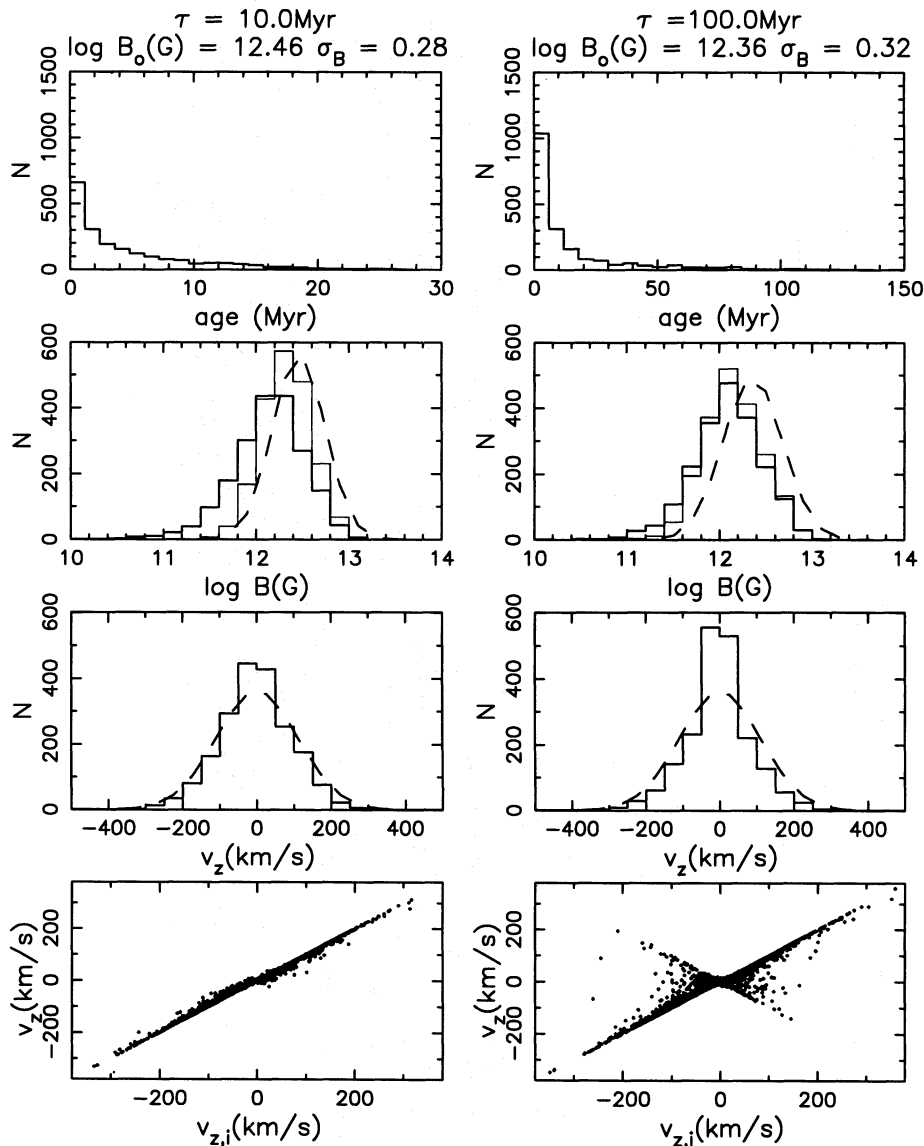 τ = 10.0Myr
log B₀(G) = 12.46 σ_B = 0.28
1500
1000
500
0
N
0 10 20 30
age (Myr)
600
400
200
0
N
10 11 12 13 14
log B(G)
600
400
200
0
N
−400 −200 0 200 400
v_z(km/s)
200
0
−200
v_z(km/s)
−200 0 200
v_z,i(km/s)
τ = 100.0Myr
log B₀(G) = 12.36 σ_B = 0.32
1500
1000
500
0
N
0 50 100 150
age (Myr)
600
400
200
0
N
10 11 12 13 14
log B(G)
600
400
200
0
N
−400 −200 0 200 400
v_z(km/s)
200
0
−200
v_z(km/s)
−200 0 200
v_z,i(km/s)